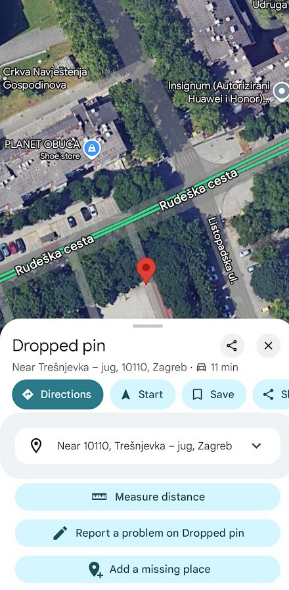 Udruga
Crkva Navještenja
Gospodinova
Insignum (Autorizirani
Huawei i Honor)...
PLANET OBUĆA
Shoe store
Rudeška cesta
Rudeška cesta
Listopadska ul.
Dropped pin
Near Trešnjevka – jug, 10110, Zagreb · 11 min
Directions
Start
Save
Near 10110, Trešnjevka – jug, Zagreb
Measure distance
Report a problem on Dropped pin
Add a missing place